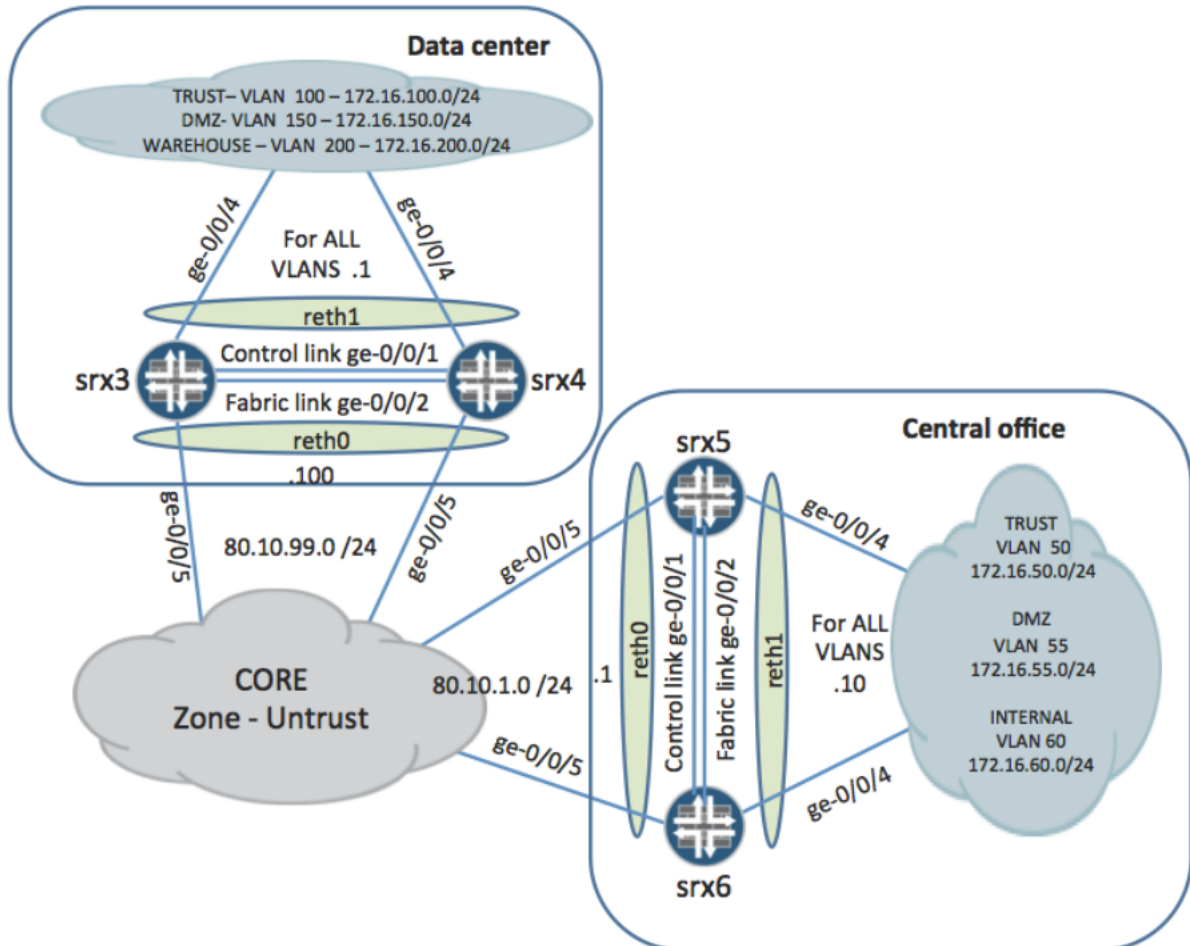 Data center
TRUST– VLAN 100 – 172.16.100.0/24
DMZ- VLAN 150 – 172.16.150.0/24
WAREHOUSE – VLAN 200 – 172.16.200.0/24
ge-0/0/4
ge-0/0/4
For ALL
VLANS .1
reth1
srx3
Control link ge-0/0/1
srx4
Fabric link ge-0/0/2
reth0
.100
ge-0/0/5
80.10.99.0 /24
ge-0/0/5
CORE
Zone - Untrust
80.10.1.0 /24
ge-0/0/5
ge-0/0/5
Central office
srx5
.1
reth0
Control link ge-0/0/1
Fabric link ge-0/0/2
reth1
ge-0/0/4
For ALL
VLANS
.10
ge-0/0/4
srx6
TRUST
VLAN 50
172.16.50.0/24
DMZ
VLAN 55
172.16.55.0/24
INTERNAL
VLAN 60
172.16.60.0/24